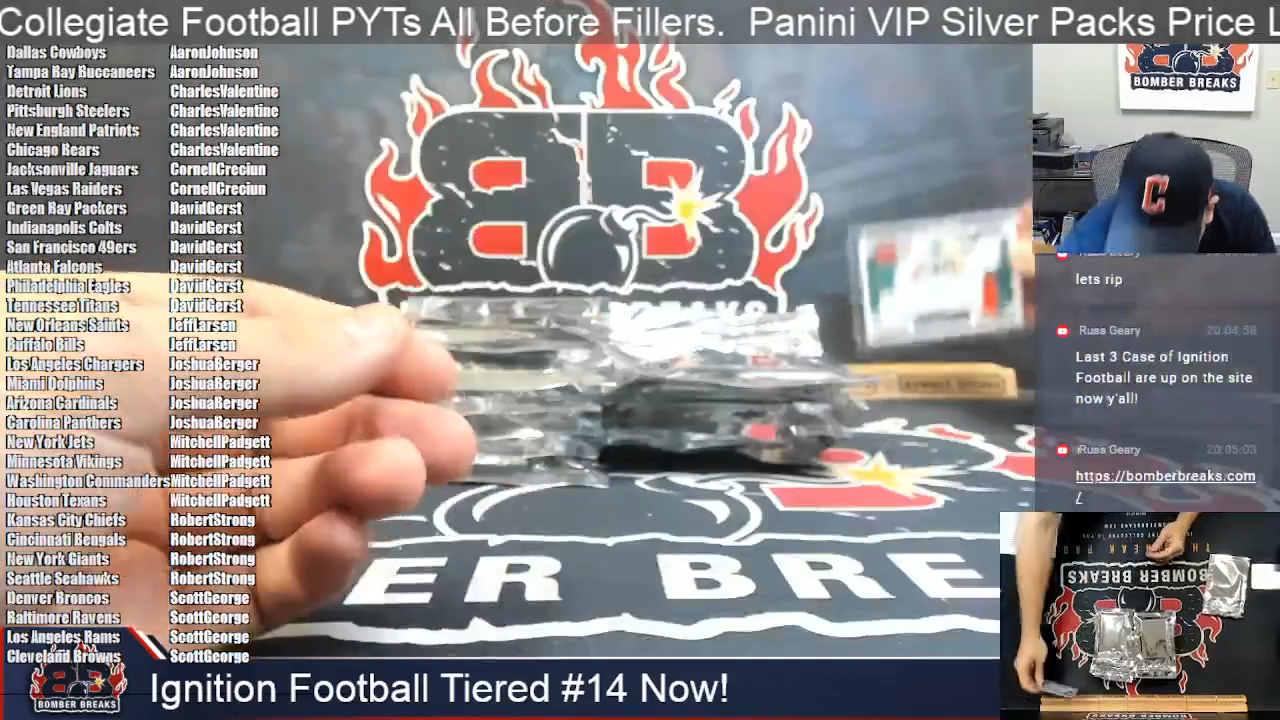 Collegiate Football PYTs All Before Fillers. Panini VIP Silver Packs Price L
Dallas Cowboys AaronJohnson
Tampa Bay Buccaneers AaronJohnson
Detroit Lions CharlesValentine
Pittsburgh Steelers CharlesValentine
New England Patriots CharlesValentine
Chicago Bears CharlesValentine
Jacksonville Jaguars CornellCreciun
Las Vegas Raiders CornellCreciun
Green Bay Packers DavidGerst
Indianapolis Colts DavidGerst
San Francisco 49ers DavidGerst
Atlanta Falcons DavidGerst
Philadelphia Eagles DavidGerst
Tennessee Titans DavidGerst
New Orleans Saints JeffLarsen
Buffalo Bills JeffLarsen
Los Angeles Chargers JoshuaBerger
Miami Dolphins JoshuaBerger
Arizona Cardinals JoshuaBerger
Carolina Panthers JoshuaBerger
New York Jets MitchellPadgett
Minnesota Vikings MitchellPadgett
Washington Commanders MitchellPadgett
Houston Texans MitchellPadgett
Kansas City Chiefs RobertStrong
Cincinnati Bengals RobertStrong
New York Giants RobertStrong
Seattle Seahawks RobertStrong
Denver Broncos ScottGeorge
Baltimore Ravens ScottGeorge
Los Angeles Rams ScottGeorge
Cleveland Browns ScottGeorge
BB
BREAKS
ER BREA
BOMBER BREAKS
C
Russ Geary
lets rip
Russ Geary 20:04:58
Last 3 Case of Ignition
Football are up on the site
now y'all!
Russ Geary 20:05:03
https://bomberbreaks.com
/
BOMBER BREAKS
BOMBER BREAKS
Ignition Football Tiered #14 Now!